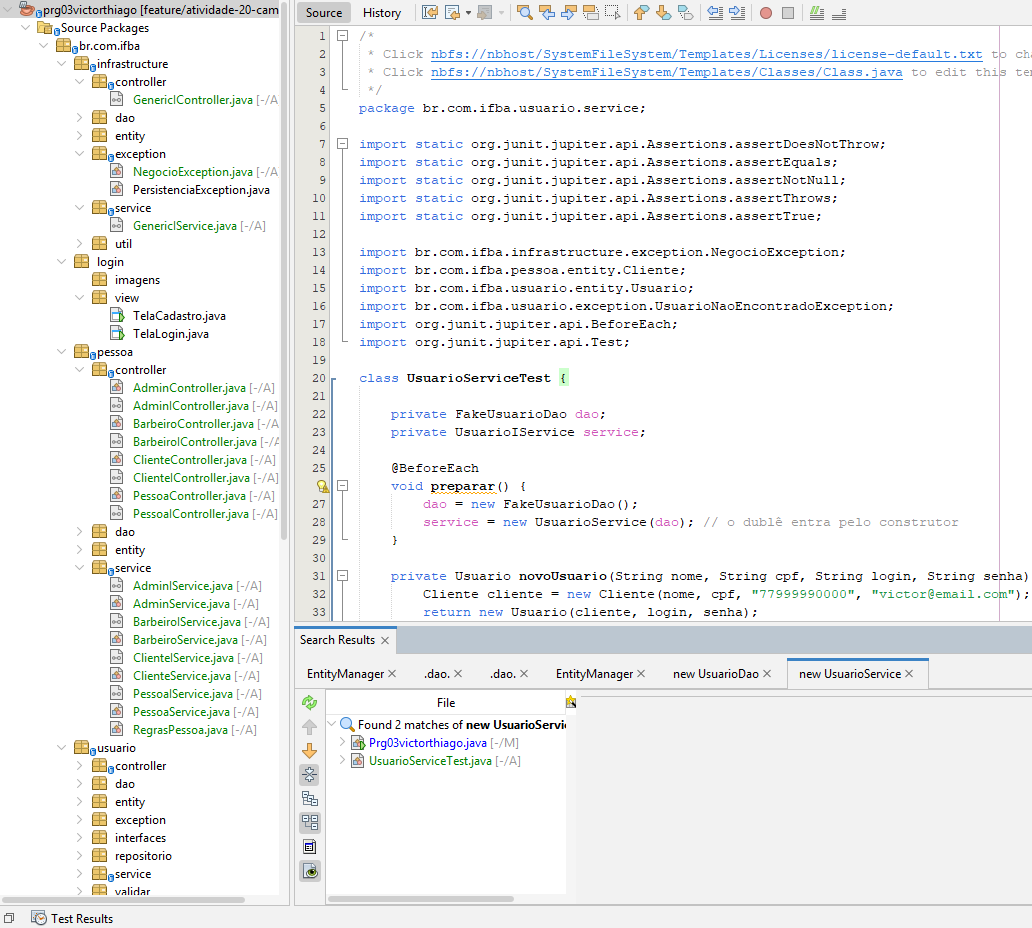 prg03victorthiago [feature/atividade-20-cam
Source Packages
br.com.ifba
infrastructure
controller
GenericIController.java [-/A
dao
entity
exception
NegocioException.java [-/A
PersistenciaException.java
service
GenericIService.java [-/A]
util
login
imagens
view
TelaCadastro.java
TelaLogin.java
pessoa
controller
AdminController.java [-/A]
AdminIController.java [-/A]
BarbeiroController.java [-/A
BarbeiroIController.java [-/A
ClienteController.java [-/A]
ClienteIController.java [-/A]
PessoaController.java [-/A]
PessoaIController.java [-/A]
dao
entity
service
AdminIService.java [-/A]
AdminService.java [-/A]
BarbeiroIService.java [-/A]
BarbeiroService.java [-/A]
ClienteIService.java [-/A]
ClienteService.java [-/A]
PessoaIService.java [-/A]
PessoaService.java [-/A]
RegrasPessoa.java [-/A]
usuario
controller
dao
entity
exception
interfaces
repositorio
service
validar
Source History
1 /*
2 * Click nbfs://nbhost/SystemFileSystem/Templates/Licenses/license-default.txt to cha
3 * Click nbfs://nbhost/SystemFileSystem/Templates/Classes/Class.java to edit this tem
4 */
5 package br.com.ifba.usuario.service;
6
7 import static org.junit.jupiter.api.Assertions.assertDoesNotThrow;
8 import static org.junit.jupiter.api.Assertions.assertEquals;
9 import static org.junit.jupiter.api.Assertions.assertNotNull;
10 import static org.junit.jupiter.api.Assertions.assertThrows;
11 import static org.junit.jupiter.api.Assertions.assertTrue;
12
13 import br.com.ifba.infrastructure.exception.NegocioException;
14 import br.com.ifba.pessoa.entity.Cliente;
15 import br.com.ifba.usuario.entity.Usuario;
16 import br.com.ifba.usuario.exception.UsuarioNaoEncontradoException;
17 import org.junit.jupiter.api.BeforeEach;
18 import org.junit.jupiter.api.Test;
19
20 class UsuarioServiceTest {
21
22 private FakeUsuarioDao dao;
23 private UsuarioIService service;
24
25 @BeforeEach
void preparar() {
27 dao = new FakeUsuarioDao();
28 service = new UsuarioService(dao); // o dublê entra pelo construtor
29 }
30
31 private Usuario novoUsuario(String nome, String cpf, String login, String senha)
32 Cliente cliente = new Cliente(nome, cpf, "77999990000", "victor@email.com");
33 return new Usuario(cliente, login, senha);
Search Results
EntityManager .dao. .dao. EntityManager new UsuarioDao new UsuarioService
File
Found 2 matches of new UsuarioServic
Prg03victorthiago.java [-/M]
UsuarioServiceTest.java [-/A]
Test Results